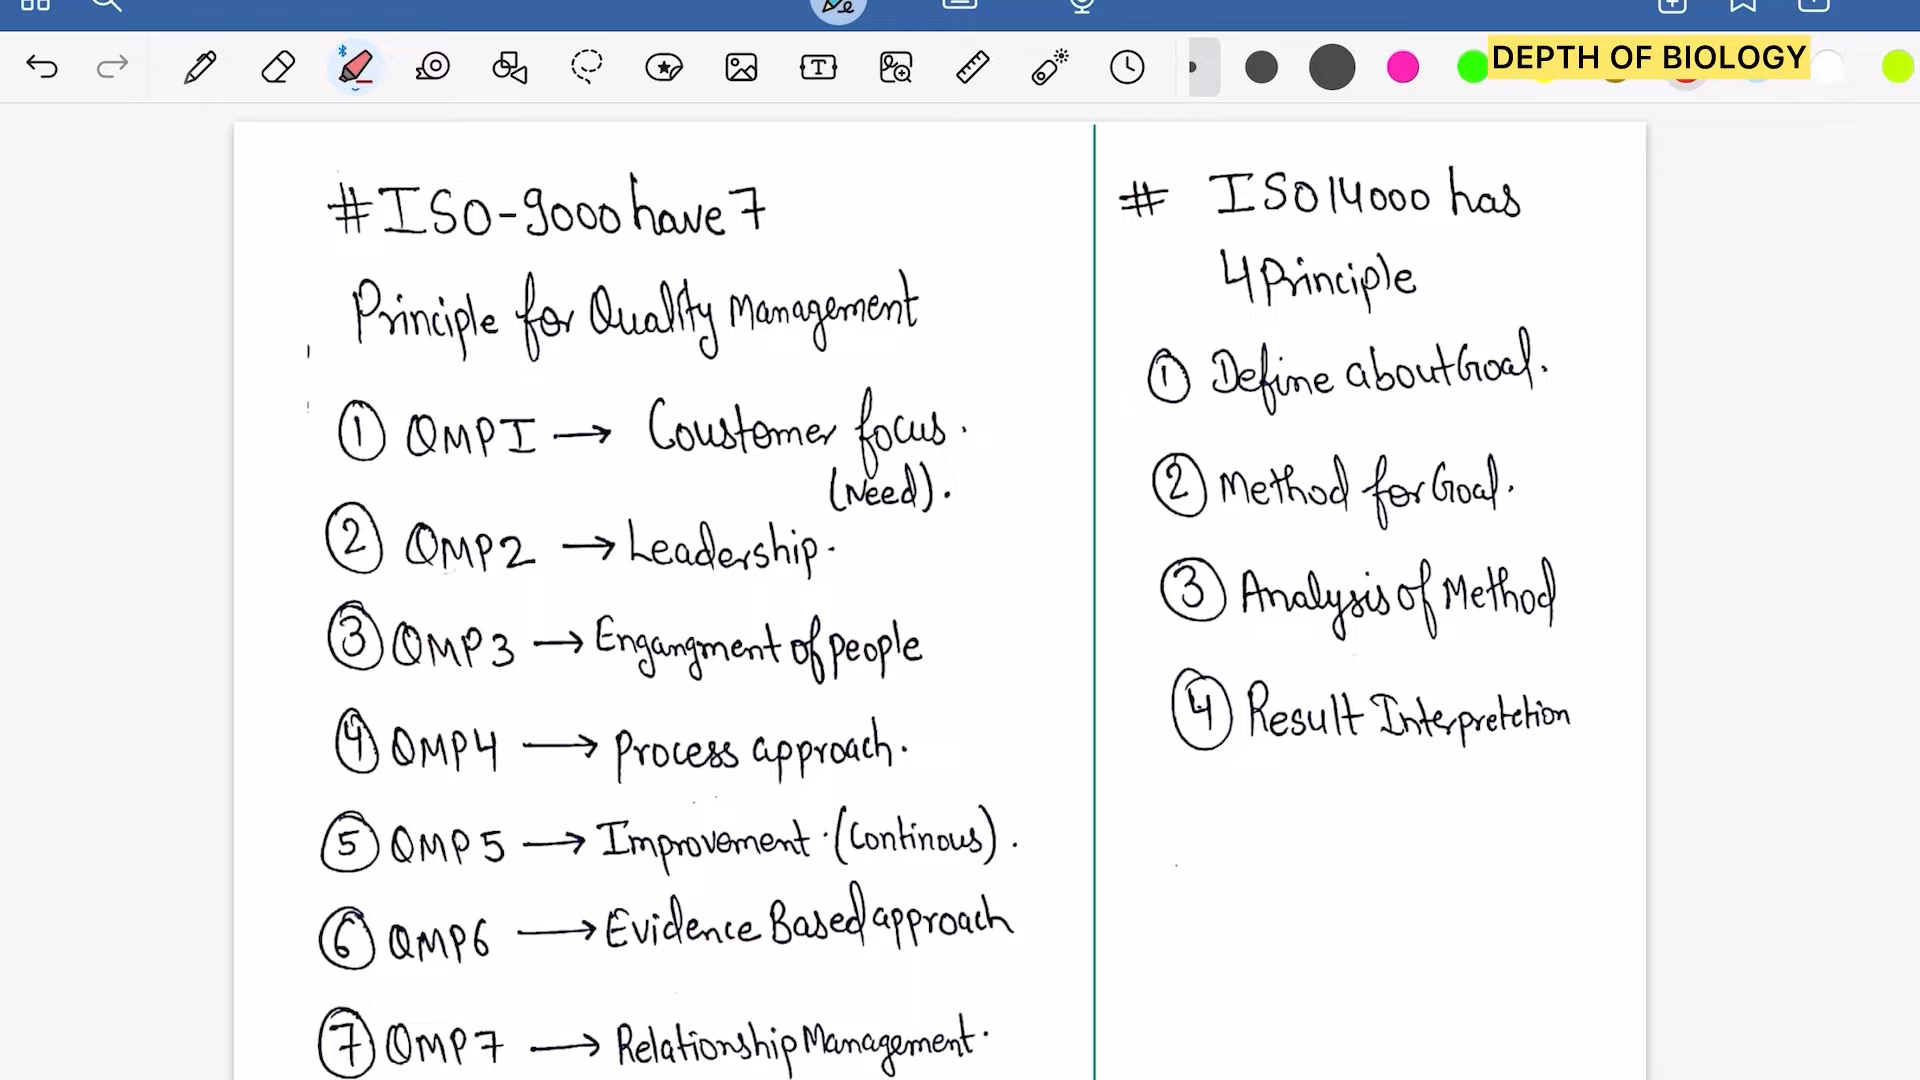 DEPTH OF BIOLOGY
# ISO-9000 have 7
Principle for Quality Management
① QMPI → Coustomer focus.
(Need).
② QMP2 → Leadership.
③ QMP3 → Engangment of people
④ QMP4 → Process approach.
⑤ QMP5 → Improvement. (Continous).
⑥ QMP6 → Evidence Based approach
⑦ QMP7 → Relationship Management.
# ISO14000 has
4 Principle
① Define about Goal.
② Method for Goal.
③ Analysis of Method
④ Result Interpretetion